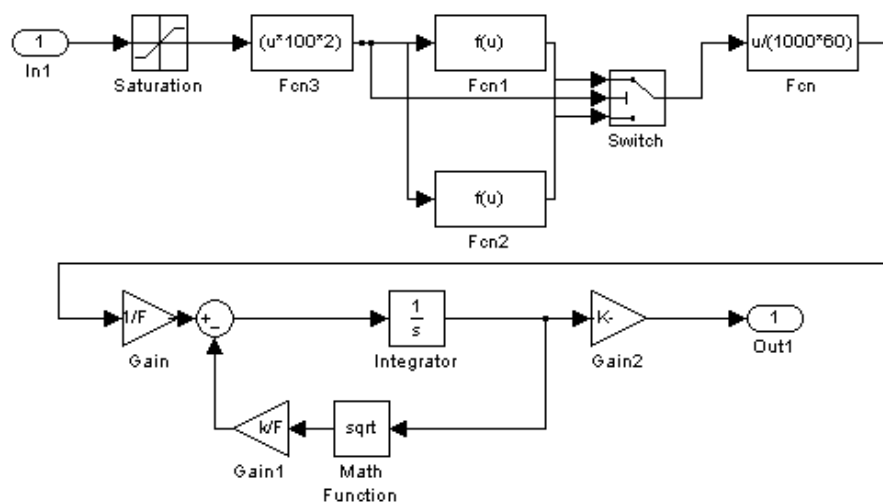 1
In1
Saturation
(u*100*2)
Fcn3
f(u)
Fcn1
f(u)
Fcn2
Switch
u/(1000*60)
Fcn
1/F
Gain
+
-
1
s
Integrator
-K-
Gain2
1
Out1
k/F
Gain1
sqrt
Math
Function